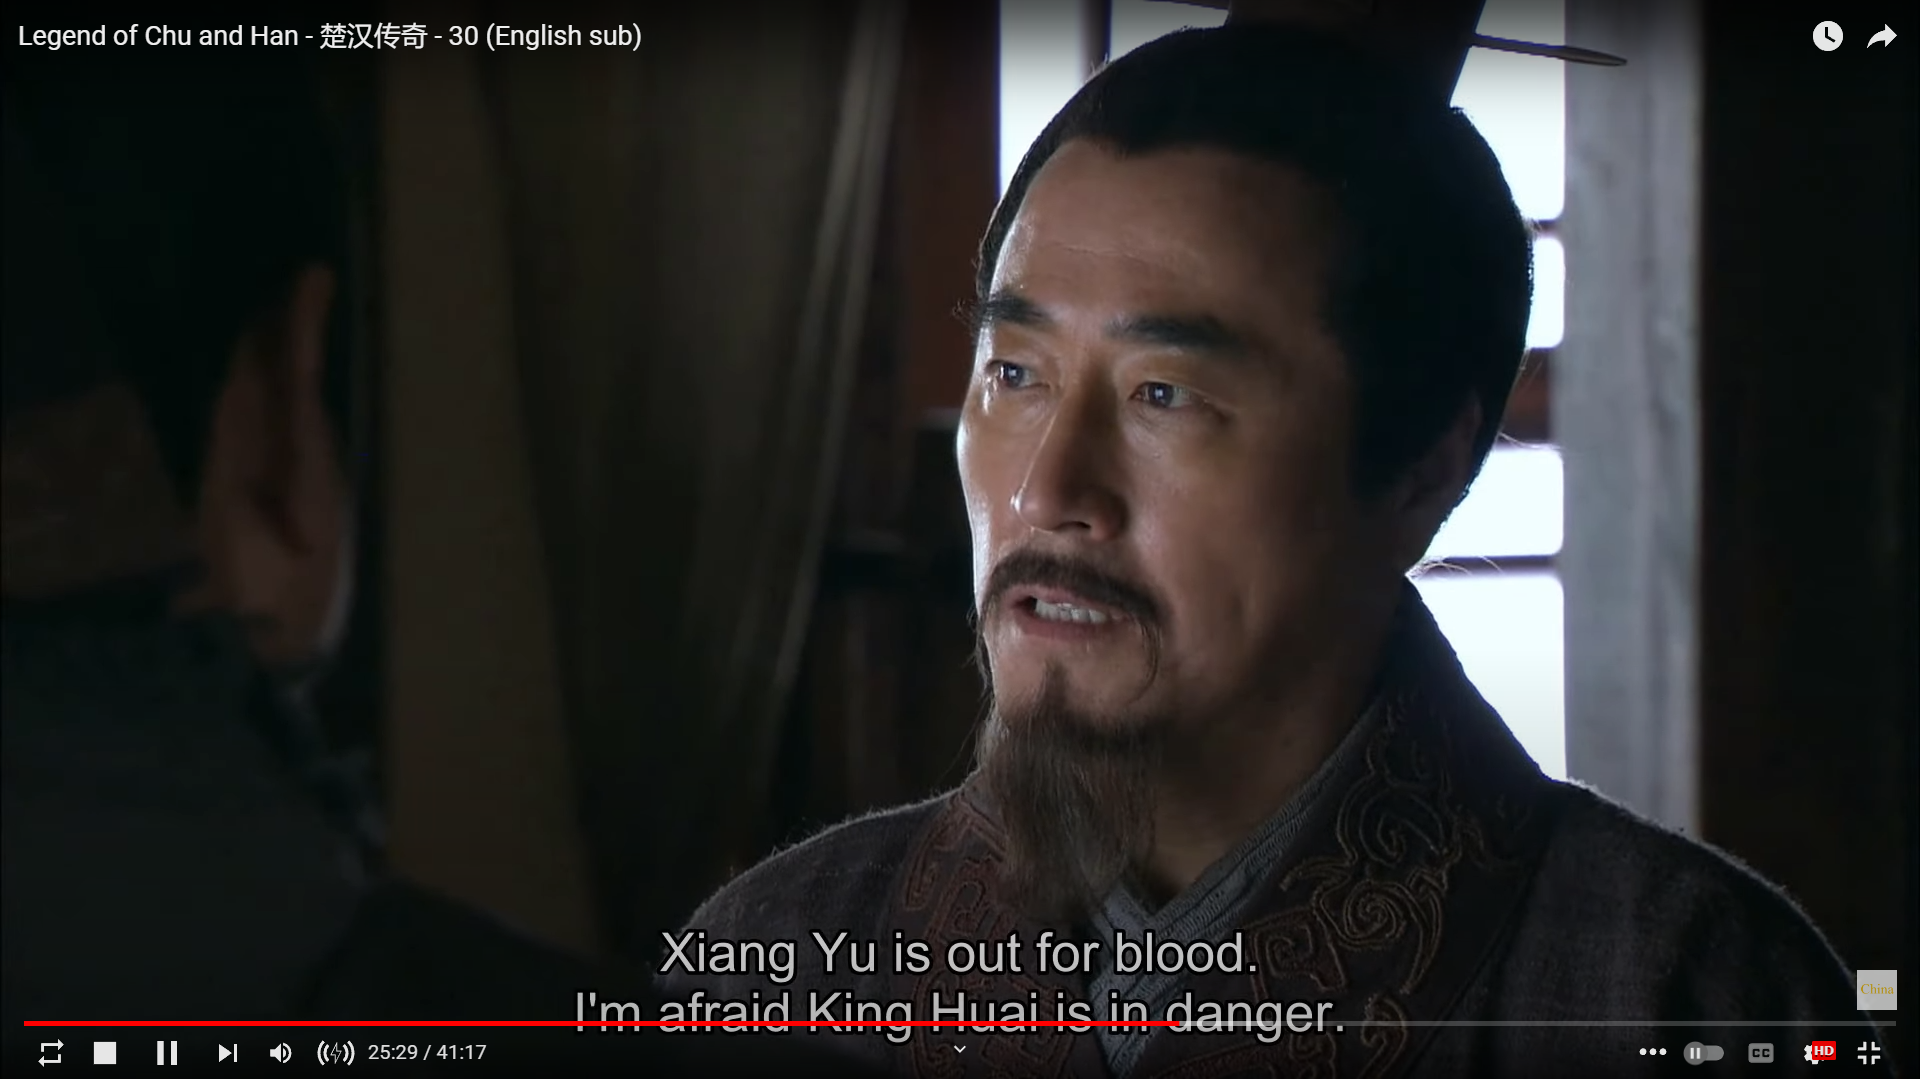 Legend of Chu and Han - 楚汉传奇 - 30 (English sub)
Xiang Yu is out for blood.
I'm afraid King Huai is in danger.
China
25:29 / 41:17
CC
HD